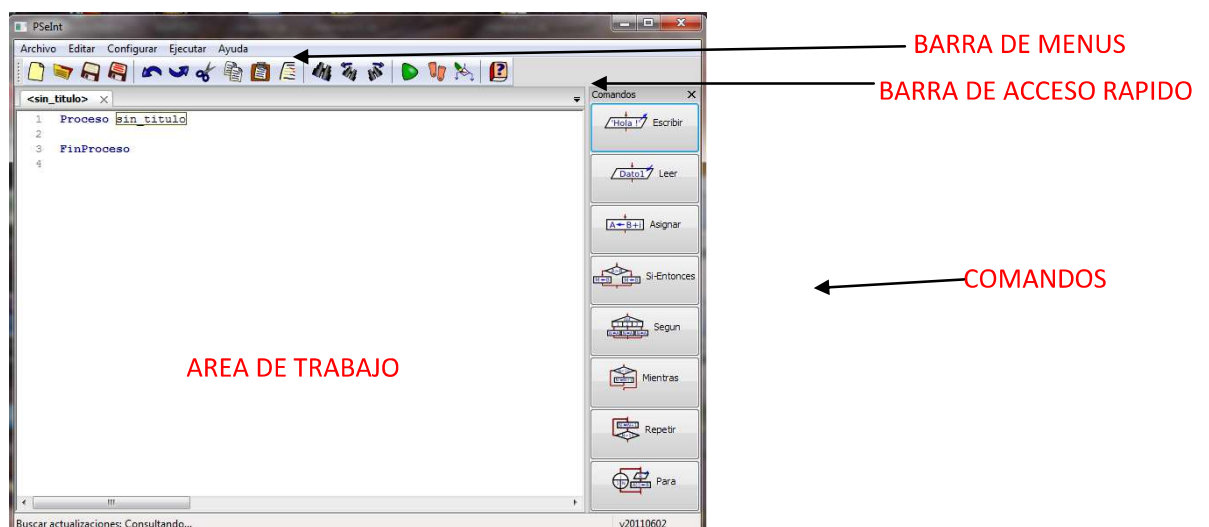 PSeInt
Archivo Editar Configurar Ejecutar Ayuda
BARRA DE MENUS
BARRA DE ACCESO RAPIDO
<sin_titulo>
Comandos
1 Proceso sin_titulo
2
3 FinProceso
4
'Hola !' Escribir
Dato1 Leer
A←B+i Asignar
Si-Entonces
COMANDOS
Segun
AREA DE TRABAJO
Mientras
Repetir
Para
Buscar actualizaciones: Consultando...
v20110602